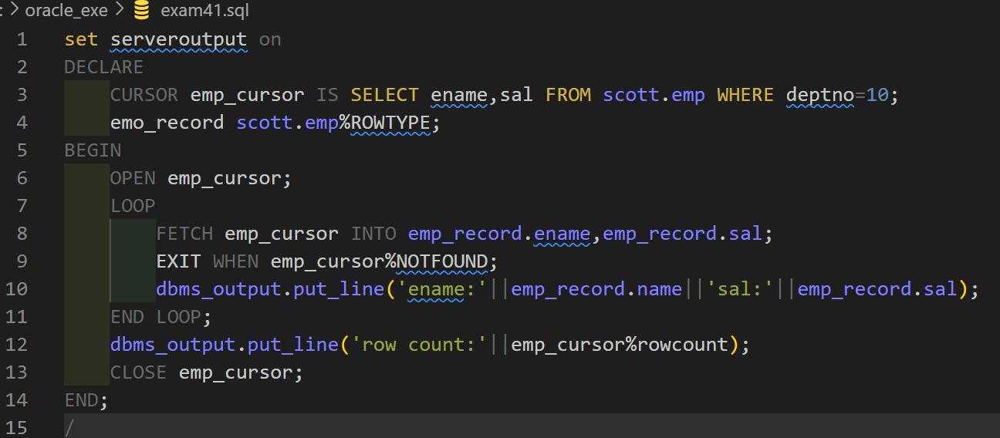 : > oracle_exe > exam41.sql
1 set serveroutput on
2 DECLARE
3     CURSOR emp_cursor IS SELECT ename,sal FROM scott.emp WHERE deptno=10;
4     emo_record scott.emp%ROWTYPE;
5 BEGIN
6     OPEN emp_cursor;
7     LOOP
8         FETCH emp_cursor INTO emp_record.ename,emp_record.sal;
9         EXIT WHEN emp_cursor%NOTFOUND;
10         dbms_output.put_line('ename:'||emp_record.name||'sal:'||emp_record.sal);
11     END LOOP;
12     dbms_output.put_line('row count:'||emp_cursor%rowcount);
13     CLOSE emp_cursor;
14 END;
15 /